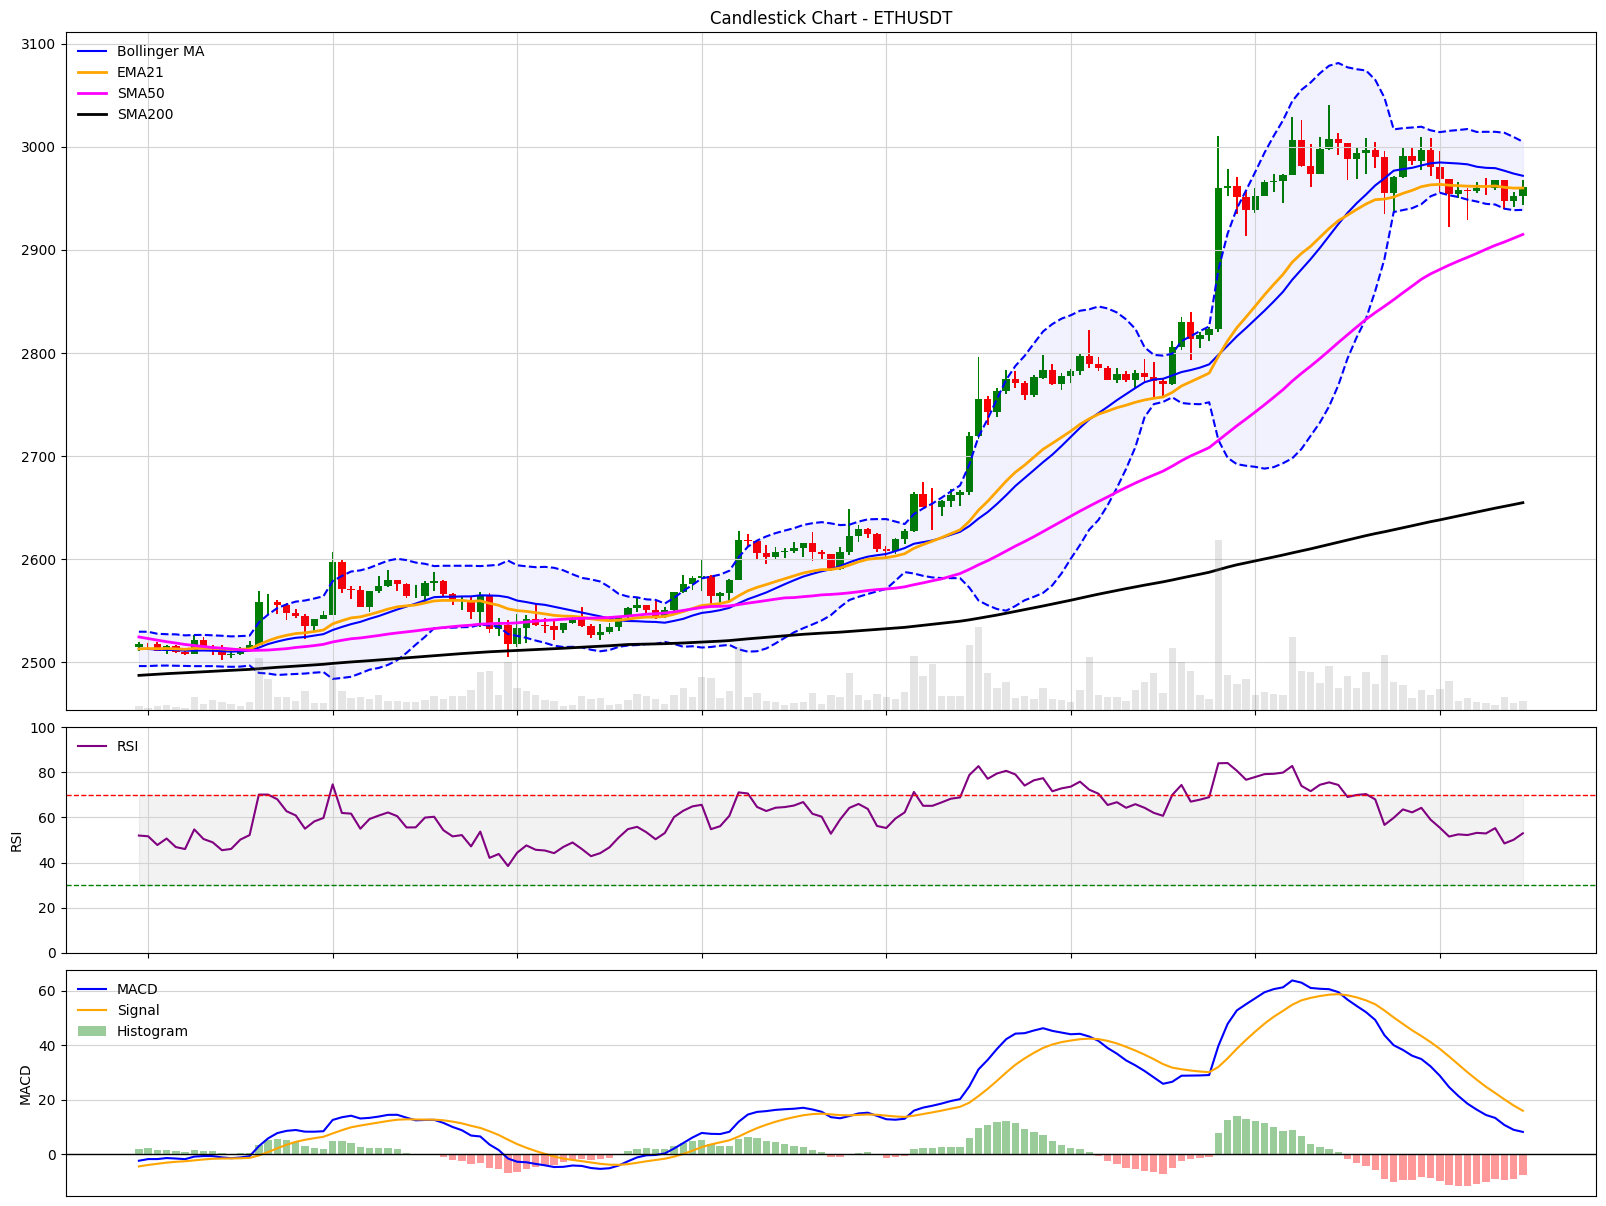 Candlestick Chart - ETHUSDT
Bollinger MA
EMA21
SMA50
SMA200
3100
3000
2900
2800
2700
2600
2500
RSI
RSI
100
80
60
40
20
0
MACD
Signal
Histogram
MACD
60
40
20
0